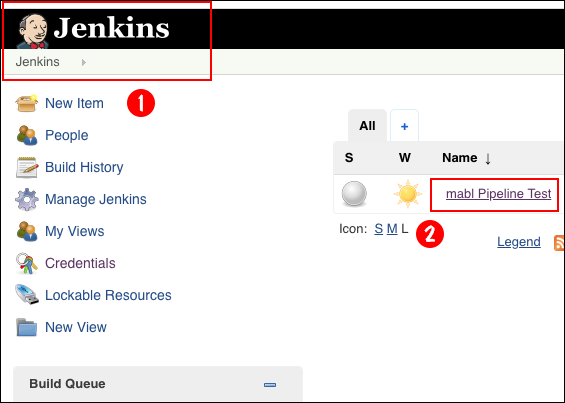 Jenkins
Jenkins
New Item
1
People
Build History
Manage Jenkins
My Views
Credentials
Lockable Resources
New View
Build Queue
All
+
S W Name ↓
mabl Pipeline Test
Icon: S M L
2
Legend